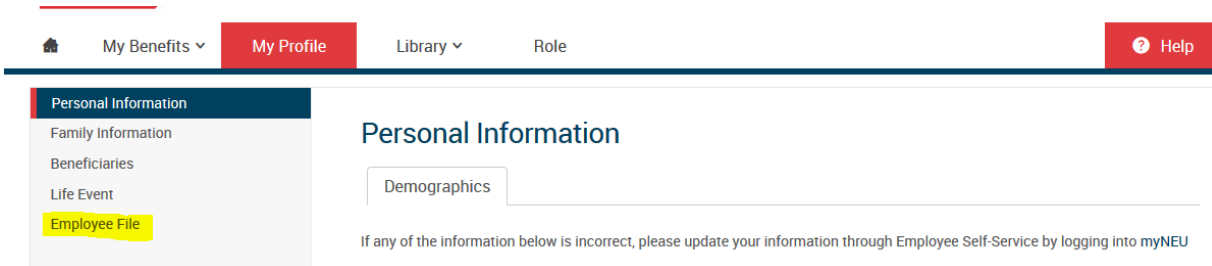 My Benefits My Profile Library Role ? Help
Personal Information
Family Information
Beneficiaries
Life Event
Employee File
Personal Information
Demographics
If any of the information below is incorrect, please update your information through Employee Self-Service by logging into myNEU